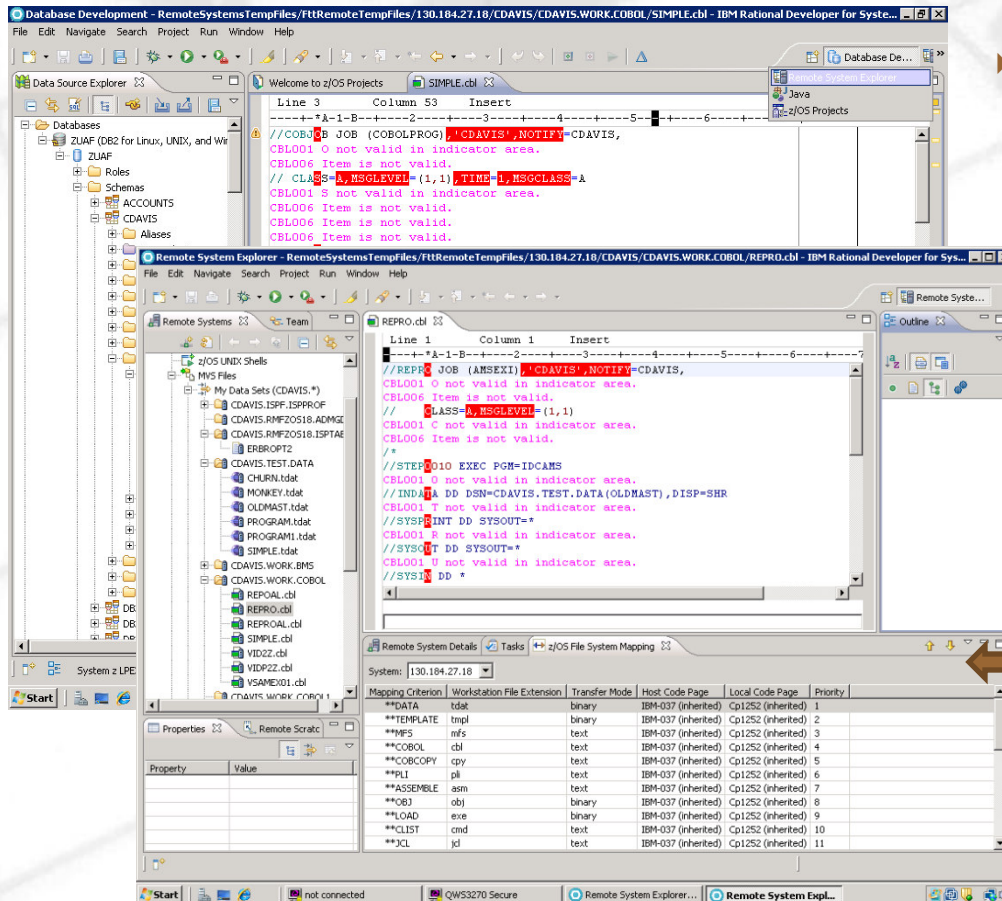 Database Development - RemoteSystemsTempFiles/FttRemoteTempFiles/130.184.27.18/CDAVIS/CDAVIS.WORK.COBOL/SIMPLE.cbl - IBM Rational Developer for Syste...
File Edit Navigate Search Project Run Window Help
Database De...
Data Source Explorer
Welcome to z/OS Projects
SIMPLE.cbl
Remote System Explorer
Java
z/OS Projects
Line 3 Column 53 Insert
----+-*A-1-B--+----2----+----3----+----4----+----5--
Databases
ZUAF (DB2 for Linux, UNIX, and Wir
ZUAF
Roles
Schemas
ACCOUNTS
CDAVIS
Aliases
//COBJOB JOB (COBOLPROG),'CDAVIS',NOTIFY=CDAVIS,
CBL001 O not valid in indicator area.
CBL006 Item is not valid.
// CLASS=A,MSGLEVEL=(1,1),TIME=1,MSGCLASS=A
CBL001 S not valid in indicator area.
CBL006 Item is not valid.
CBL006 Item is not valid.
CBL006 Item is not valid.
Remote System Explorer - RemoteSystemsTempFiles/FttRemoteTempFiles/130.184.27.18/CDAVIS/CDAVIS.WORK.COBOL/REPRO.cbl - IBM Rational Developer for Sys...
File Edit Navigate Search Project Run Window Help
Remote Syste...
Remote Systems
Team
z/OS UNIX Shells
MVS Files
My Data Sets (CDAVIS.*)
CDAVIS.ISPF.ISPPROF
CDAVIS.RMFZOS18.ADMGD
CDAVIS.RMFZOS18.ISPTAB
ERBROPT2
CDAVIS.TEST.DATA
CHURN.tdat
MONKEY.tdat
OLDMAST.tdat
PROGRAM.tdat
PROGRAM1.tdat
SIMPLE.tdat
CDAVIS.WORK.BMS
CDAVIS.WORK.COBOL
REPOAL.cbl
REPRO.cbl
REPROAL.cbl
SIMPLE.cbl
VID2Z.cbl
VIDP2Z.cbl
VSAMEX01.cbl
CDAVIS.WORK.COBOL1
REPRO.cbl
Line 1 Column 1 Insert
----+-*A-1-B--+----2----+----3----+----4----+----5----+----6----+----7
//REPRO JOB (AMSEXI),'CDAVIS',NOTIFY=CDAVIS,
CBL001 O not valid in indicator area.
CBL006 Item is not valid.
// CLASS=A,MSGLEVEL=(1,1)
CBL001 C not valid in indicator area.
CBL006 Item is not valid.
/*
//STEP0010 EXEC PGM=IDCAMS
CBL001 0 not valid in indicator area.
//INDATA DD DSN=CDAVIS.TEST.DATA(OLDMAST),DISP=SHR
CBL001 T not valid in indicator area.
//SYSPRINT DD SYSOUT=*
CBL001 R not valid in indicator area.
//SYSOUT DD SYSOUT=*
CBL001 U not valid in indicator area.
//SYSIN DD *
Outline
DB
DB
System z LPE
Start
Remote System Details
Tasks
z/OS File System Mapping
System: 130.184.27.18
Mapping Criterion Workstation File Extension Transfer Mode Host Code Page Local Code Page Priority
**DATA tdat binary IBM-037 (inherited) Cp1252 (inherited) 1
**TEMPLATE tmpl binary IBM-037 (inherited) Cp1252 (inherited) 2
**MFS mfs text IBM-037 (inherited) Cp1252 (inherited) 3
**COBOL cbl text IBM-037 (inherited) Cp1252 (inherited) 4
**COBCOPY cpy text IBM-037 (inherited) Cp1252 (inherited) 5
**PLI pli text IBM-037 (inherited) Cp1252 (inherited) 6
**ASSEMBLE asm text IBM-037 (inherited) Cp1252 (inherited) 7
**OBJ obj binary IBM-037 (inherited) Cp1252 (inherited) 8
**LOAD exe binary IBM-037 (inherited) Cp1252 (inherited) 9
**CLIST cmd text IBM-037 (inherited) Cp1252 (inherited) 10
**JCL jcl text IBM-037 (inherited) Cp1252 (inherited) 11
Properties
Remote Scratc
Property Value
Start
not connected
QWS3270 Secure
Remote System Explorer...
Remote System Expl...